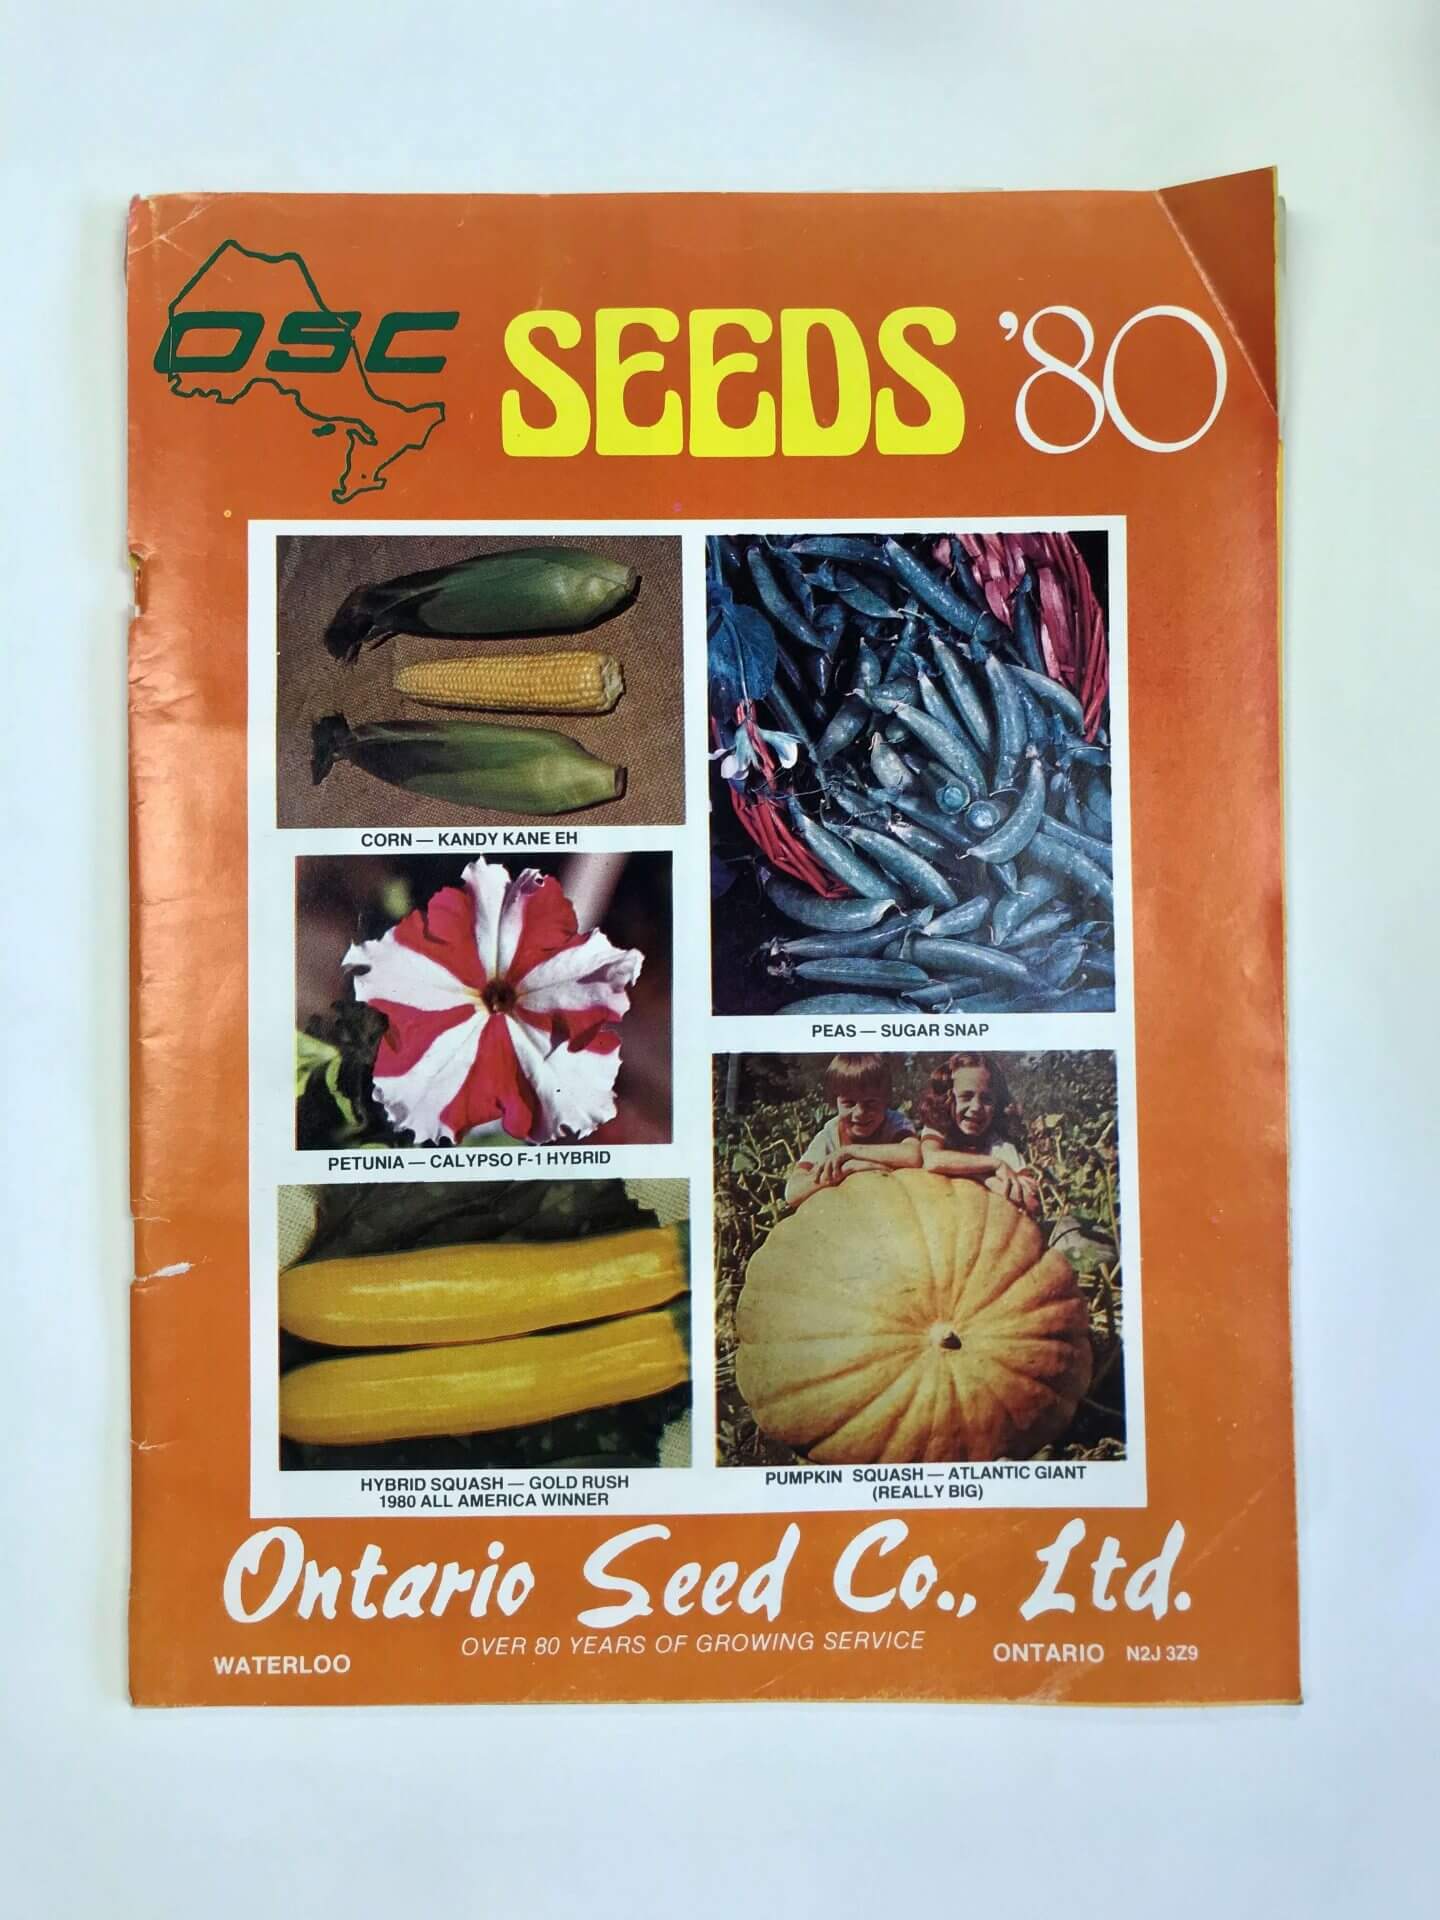 OSC SEEDS '80
CORN — KANDY KANE EH
PEAS — SUGAR SNAP
PETUNIA — CALYPSO F-1 HYBRID
HYBRID SQUASH — GOLD RUSH
1980 ALL AMERICA WINNER
PUMPKIN SQUASH — ATLANTIC GIANT
(REALLY BIG)
Ontario Seed Co., Ltd.
OVER 80 YEARS OF GROWING SERVICE
WATERLOO ONTARIO N2J 3Z9